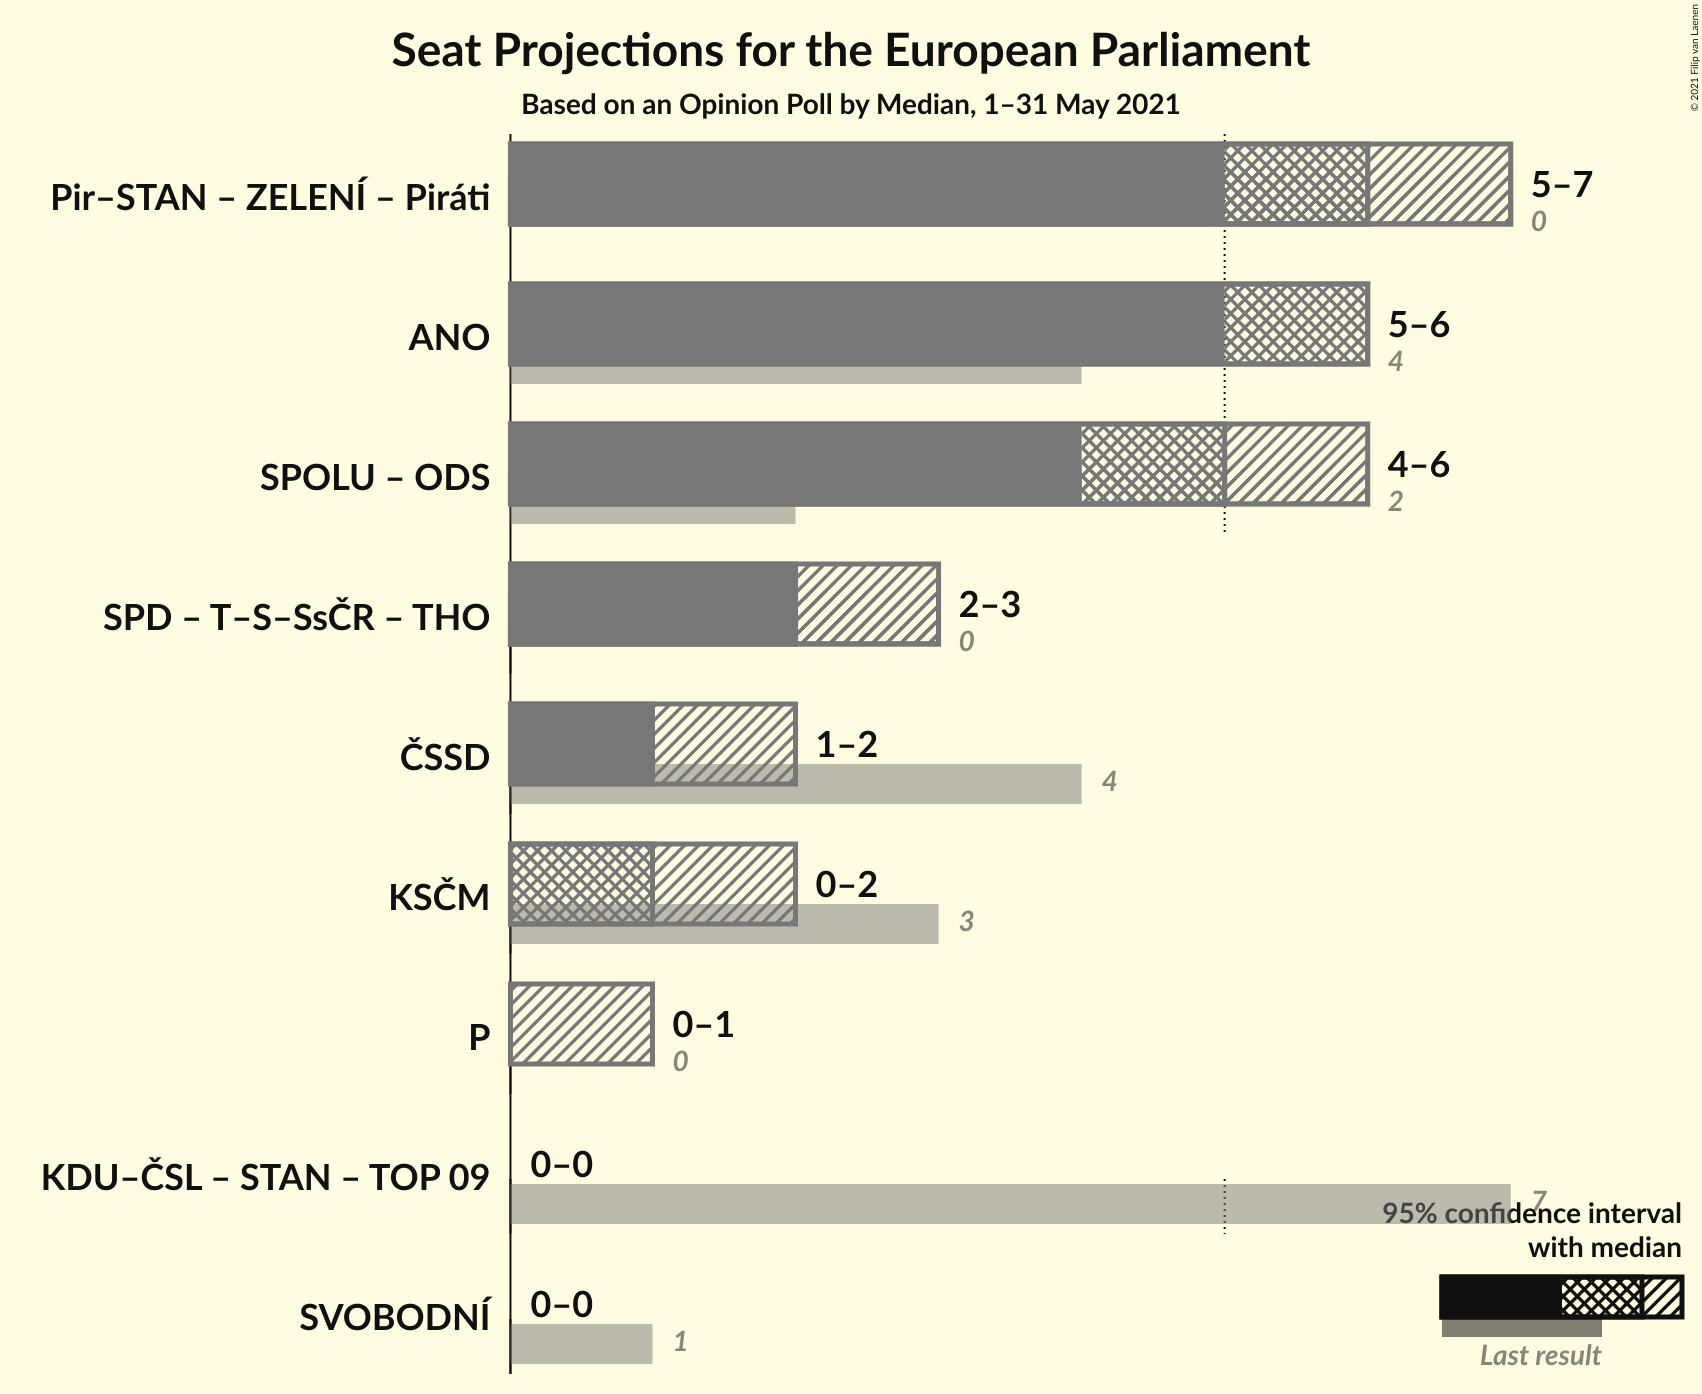 Seat Projections for the European Parliament
Based on an Opinion Poll by Median, 1–31 May 2021
© 2021 Filip van Laenen
Pir–STAN – ZELENÍ – Piráti
5–7
0
ANO
5–6
4
SPOLU – ODS
4–6
2
SPD – T–S–SsČR – THO
2–3
0
ČSSD
1–2
4
KSČM
0–2
3
P
0–1
0
KDU–ČSL – STAN – TOP 09
0–0
7
SVOBODNÍ
0–0
1
95% confidence interval
with median
Last result